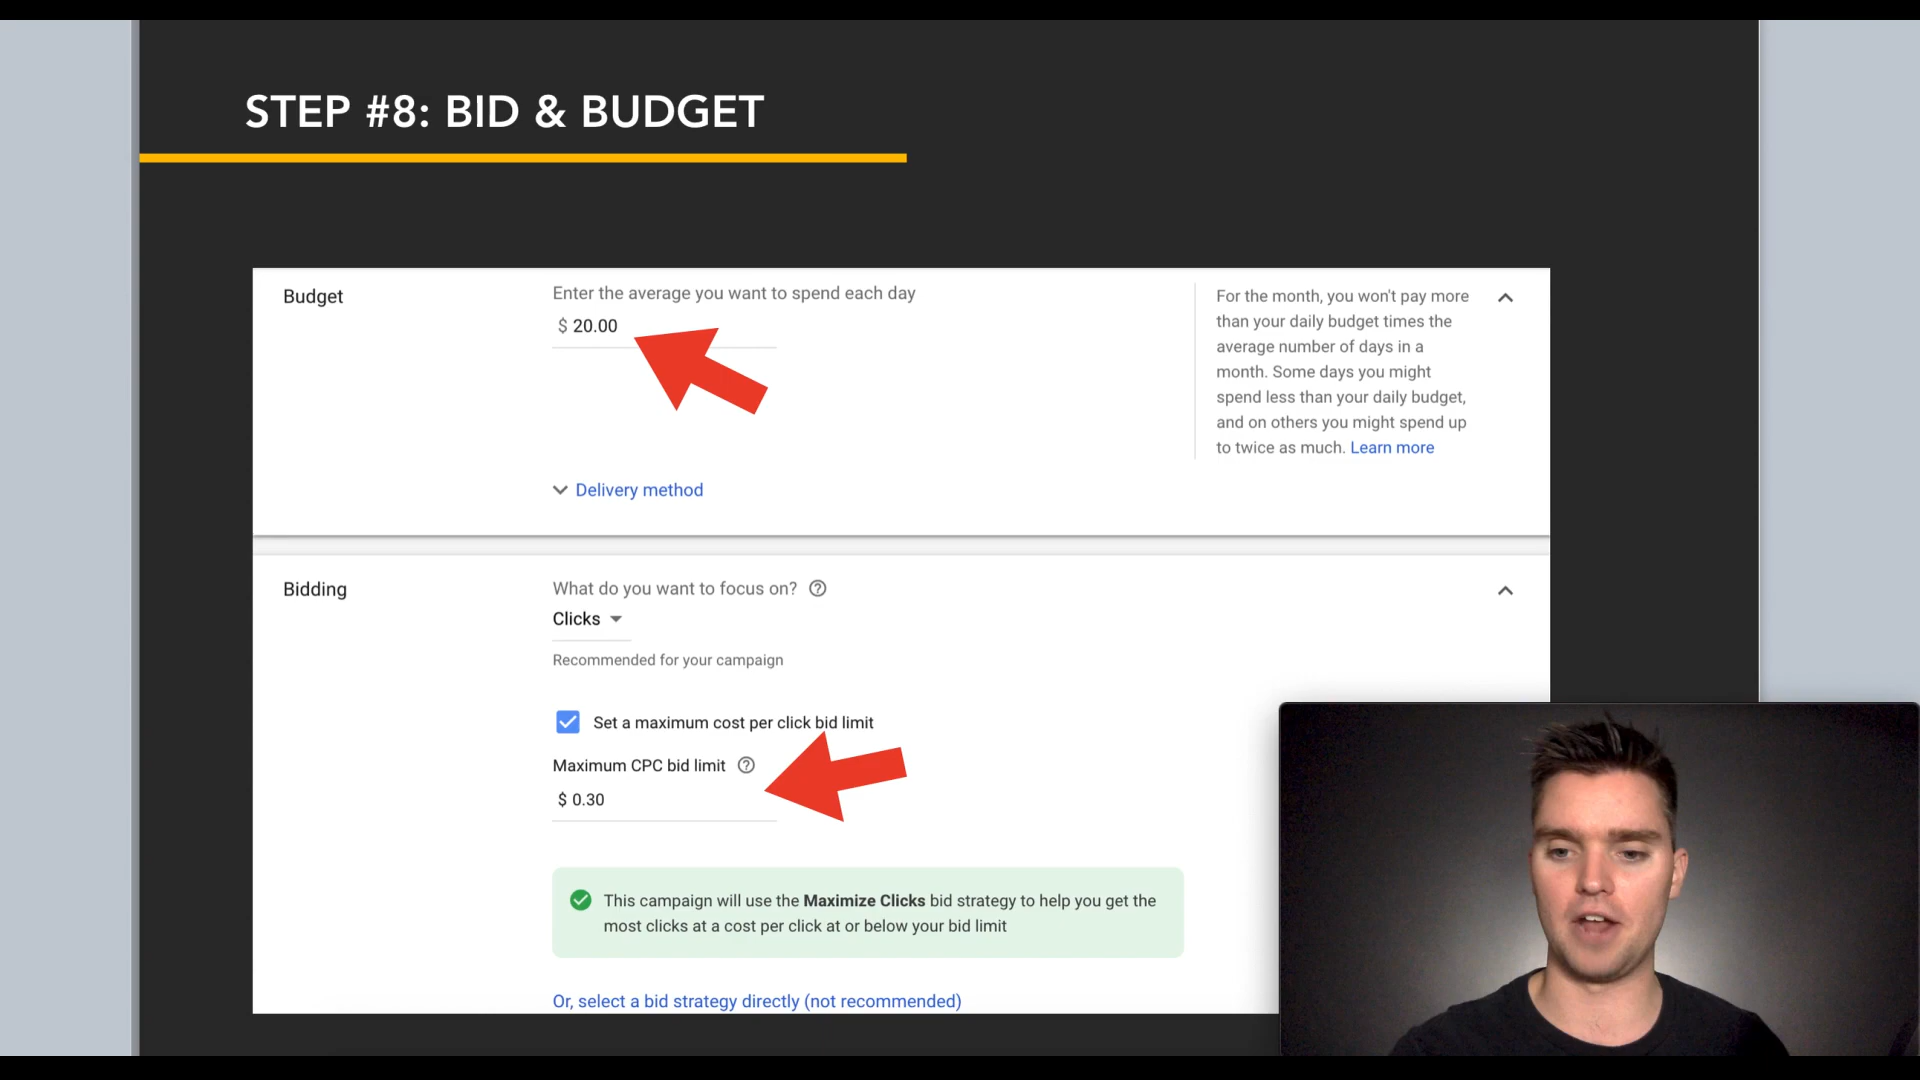 STEP #8: BID & BUDGET
Budget
Enter the average you want to spend each day
$ 20.00
For the month, you won't pay more
than your daily budget times the
average number of days in a
month. Some days you might
spend less than your daily budget,
and on others you might spend up
to twice as much. Learn more
Delivery method
Bidding
What do you want to focus on?
Clicks
Recommended for your campaign
Set a maximum cost per click bid limit
Maximum CPC bid limit
$ 0.30
This campaign will use the Maximize Clicks bid strategy to help you get the
most clicks at a cost per click at or below your bid limit
Or, select a bid strategy directly (not recommended)